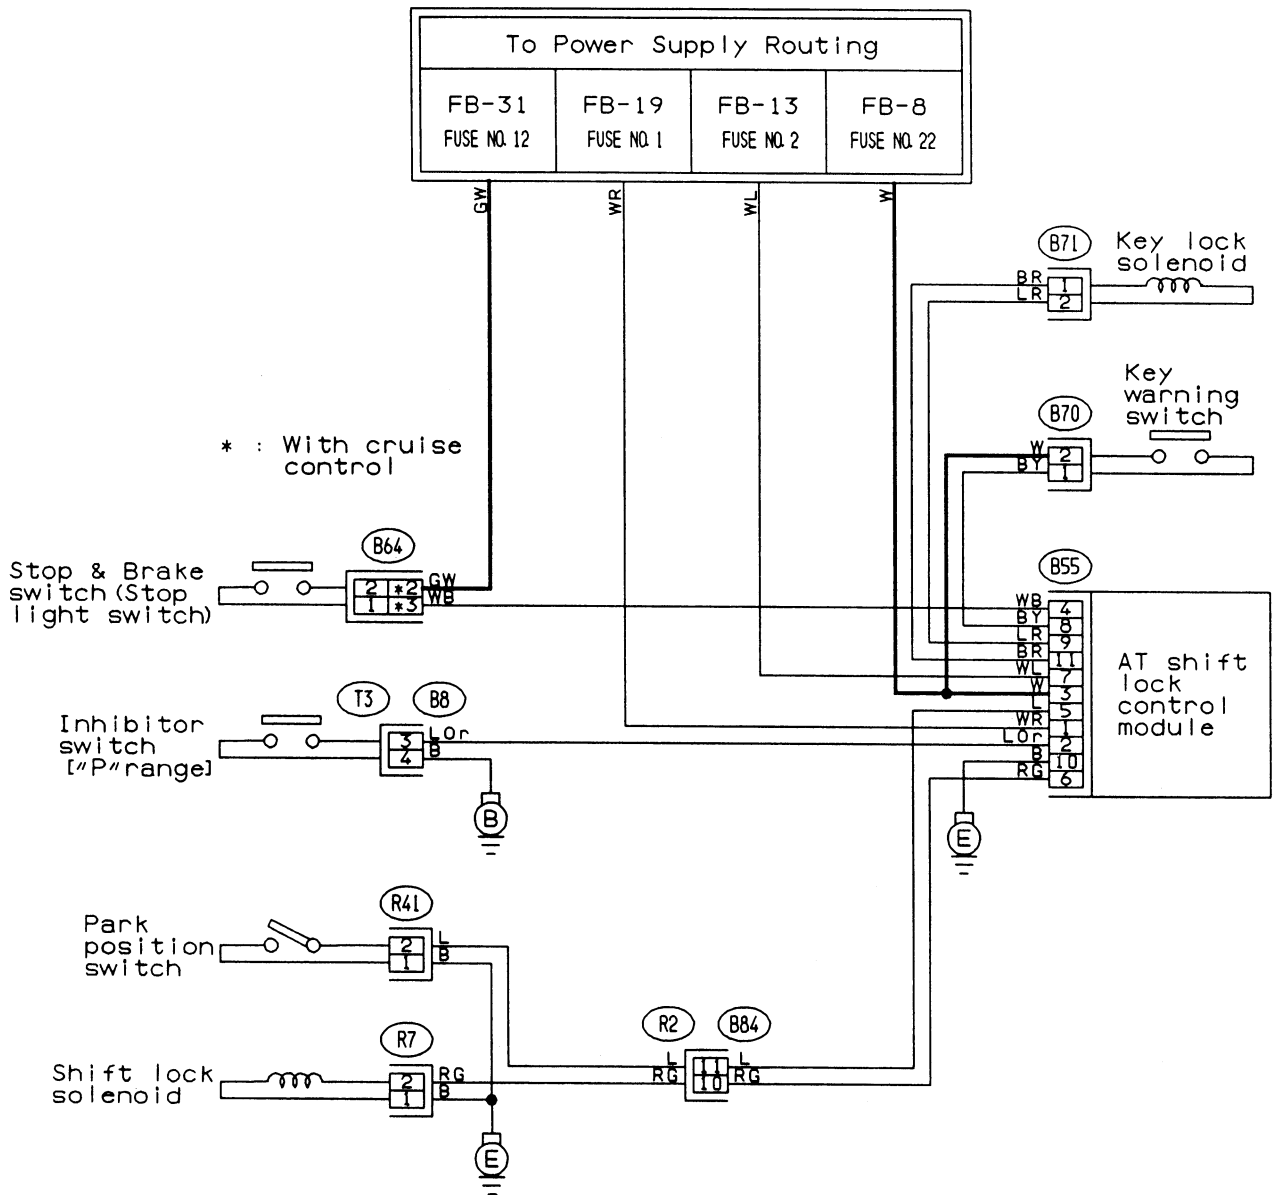 To Power Supply Routing
FB-31 FB-19 FB-13 FB-8
FUSE NO. 12 FUSE NO. 1 FUSE NO. 2 FUSE NO. 22
GW WR WL W
B71 Key lock
solenoid
BR 1
LR 2
Key
warning
switch
B70
W 2
BY 1
* : With cruise
control
B64
Stop & Brake
switch (Stop
light switch)
2 *2 GW
1 *3 WB
B55
WB 4
BY 8
LR 9
BR 11
WL 7
W 3
L 5
WR 1
LOr 2
B 10
RG 6
AT shift
lock
control
module
T3 B8
Inhibitor
switch
["P"range]
3 LOr
4 B
B
E
R41
Park
position
switch
2 L
1 B
R2 B84
L 11 L
RG 10 RG
R7
Shift lock
solenoid
2 RG
1 B
E